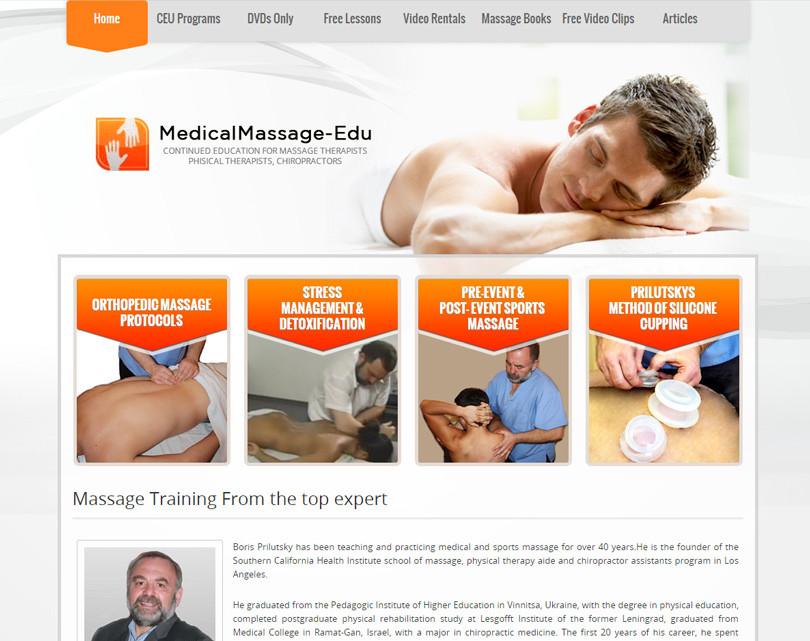 Home CEU Programs DVDs Only Free Lessons Video Rentals Massage Books Free Video Clips Articles
MedicalMassage-Edu
CONTINUED EDUCATION FOR MASSAGE THERAPISTS
PHISICAL THERAPISTS, CHIROPRACTORS
ORTHOPEDIC MASSAGE
PROTOCOLS
STRESS
MANAGEMENT &
DETOXIFICATION
PRE-EVENT &
POST- EVENT SPORTS
MASSAGE
PRILUTSKYS
METHOD OF SILICONE
CUPPING
Massage Training From the top expert
Boris Prilutsky has been teaching and practicing medical and sports massage for over 40 years.He is the founder of the
Southern California Health Institute school of massage, physical therapy aide and chiropractor assistants program in Los
Angeles.
He graduated from the Pedagogic Institute of Higher Education in Vinnitsa, Ukraine, with the degree in physical education,
completed postgraduate physical rehabilitation study at Lesgofft Institute of the former Leningrad, graduated from
Medical College in Ramat-Gan, Israel, with a major in chiropractic medicine. The first 20 years of his career, he spent